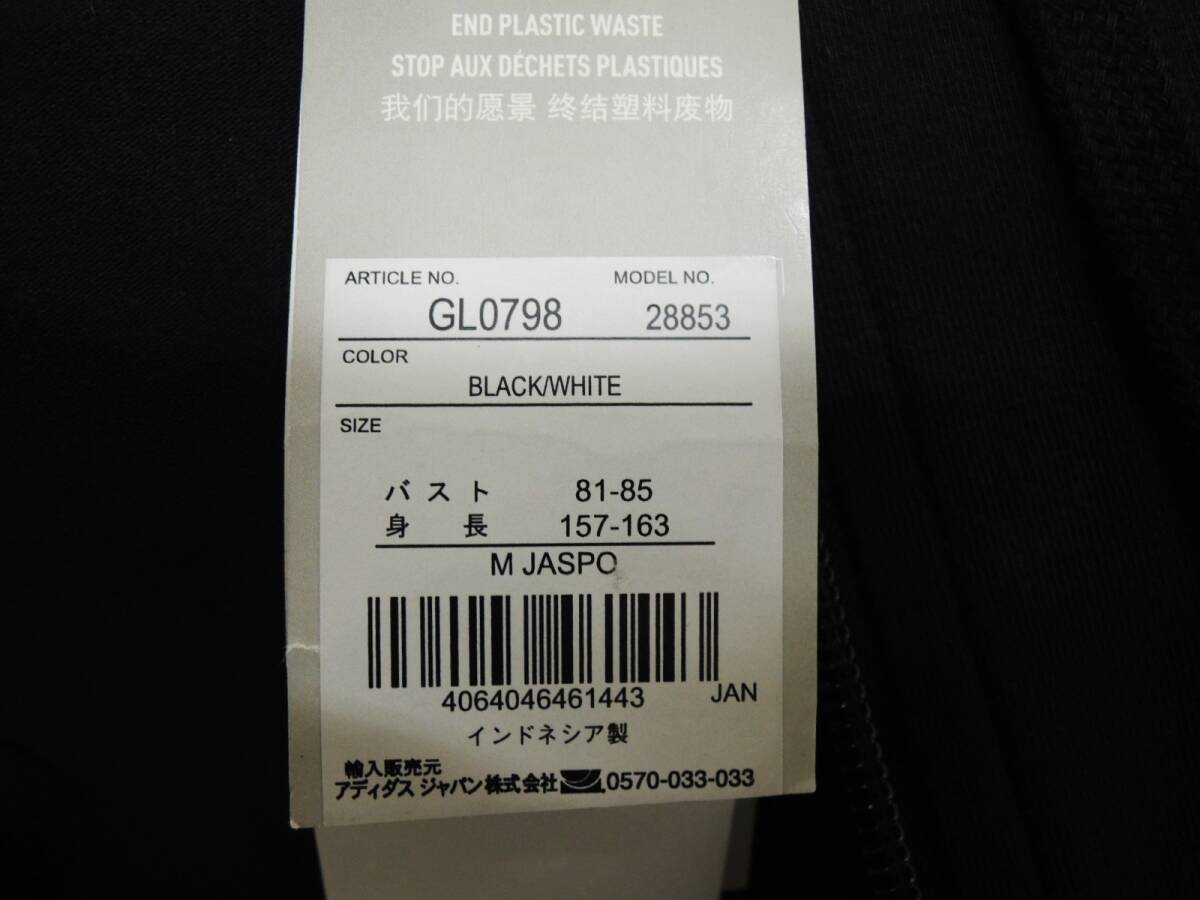 END PLASTIC WASTE
STOP AUX DÉCHETS PLASTIQUES
我们的愿景 终结塑料废物
ARTICLE NO. MODEL NO.
GL0798 28853
COLOR
BLACK/WHITE
SIZE
バスト 81-85
身長 157-163
M JASPO
4064046461443 JAN
インドネシア製
輸入販売元
アディダス ジャパン株式会社 0570-033-033